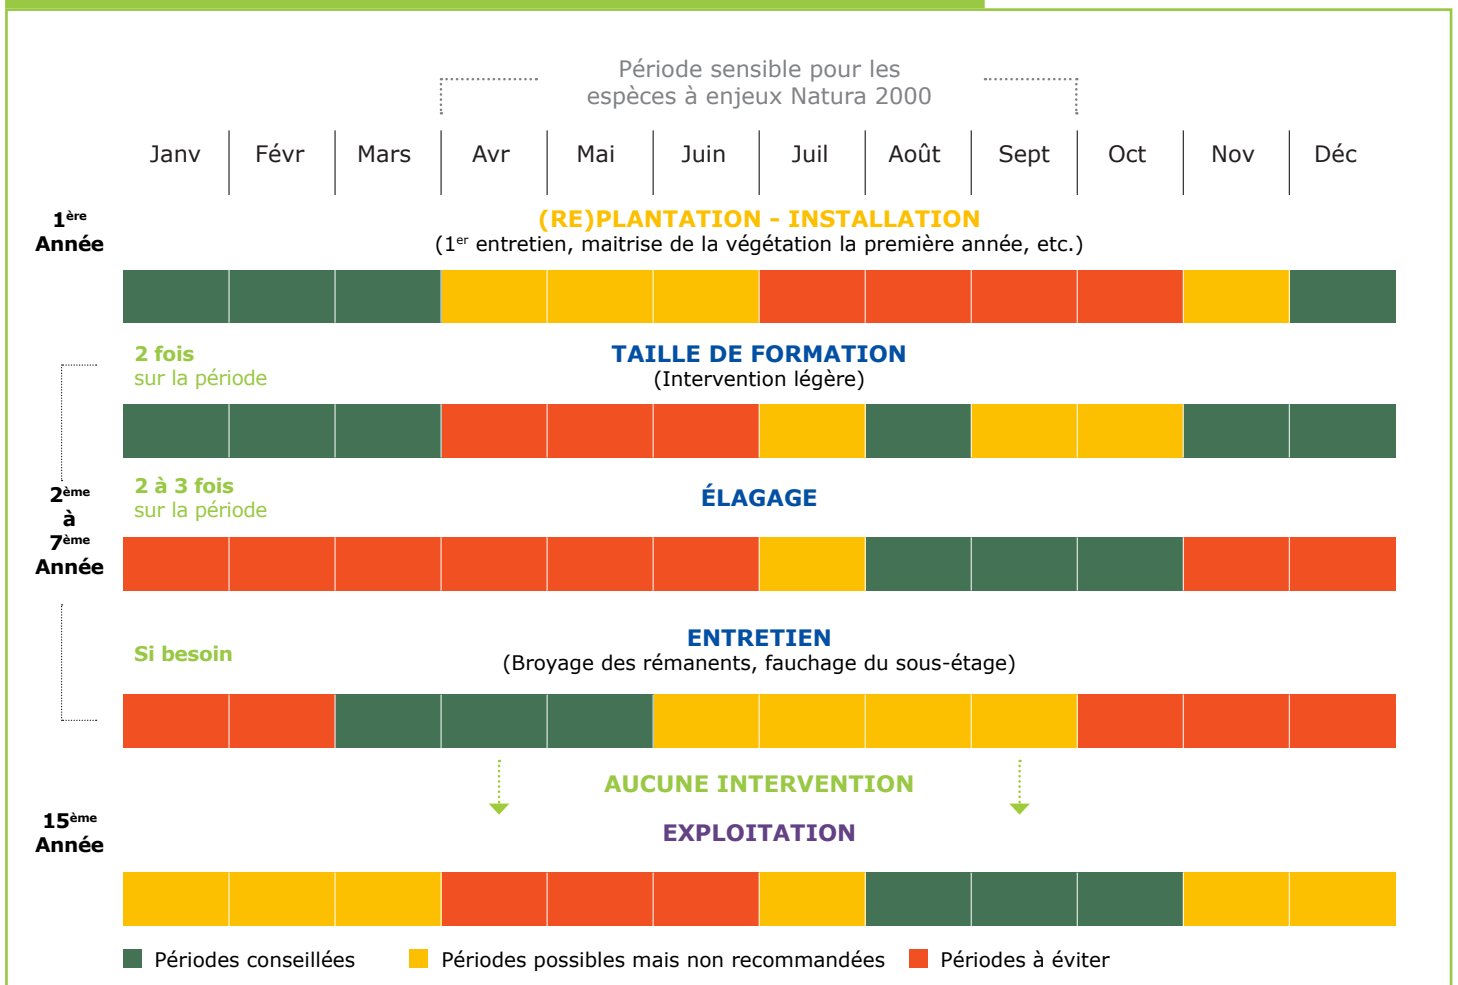 Période sensible pour les
espèces à enjeux Natura 2000
Janv Févr Mars Avr Mai Juin Juil Août Sept Oct Nov Déc
1ère
Année
(RE)PLANTATION - INSTALLATION
(1er entretien, maitrise de la végétation la première année, etc.)
2 fois
sur la période
TAILLE DE FORMATION
(Intervention légère)
2ème
à
7ème
Année
2 à 3 fois
sur la période
ÉLAGAGE
Si besoin
ENTRETIEN
(Broyage des rémanents, fauchage du sous-étage)
AUCUNE INTERVENTION
15ème
Année
EXPLOITATION
Périodes conseillées Périodes possibles mais non recommandées Périodes à éviter